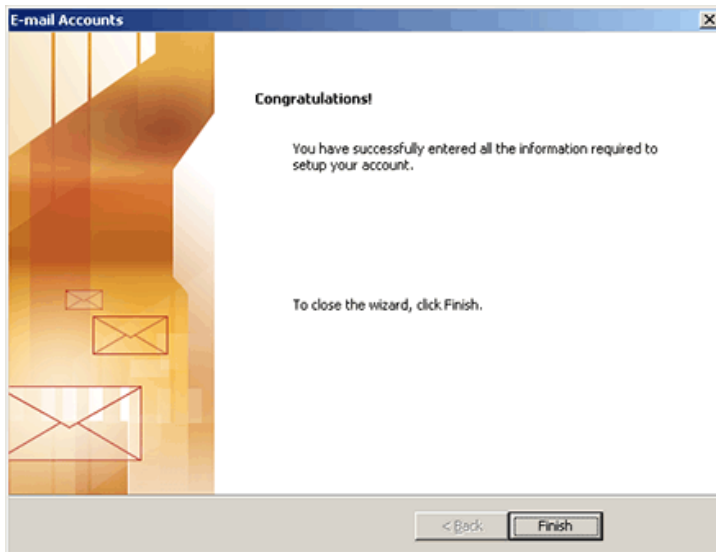 E-mail Accounts
Congratulations!
You have successfully entered all the information required to
setup your account.
To close the wizard, click Finish.
< Back
Finish